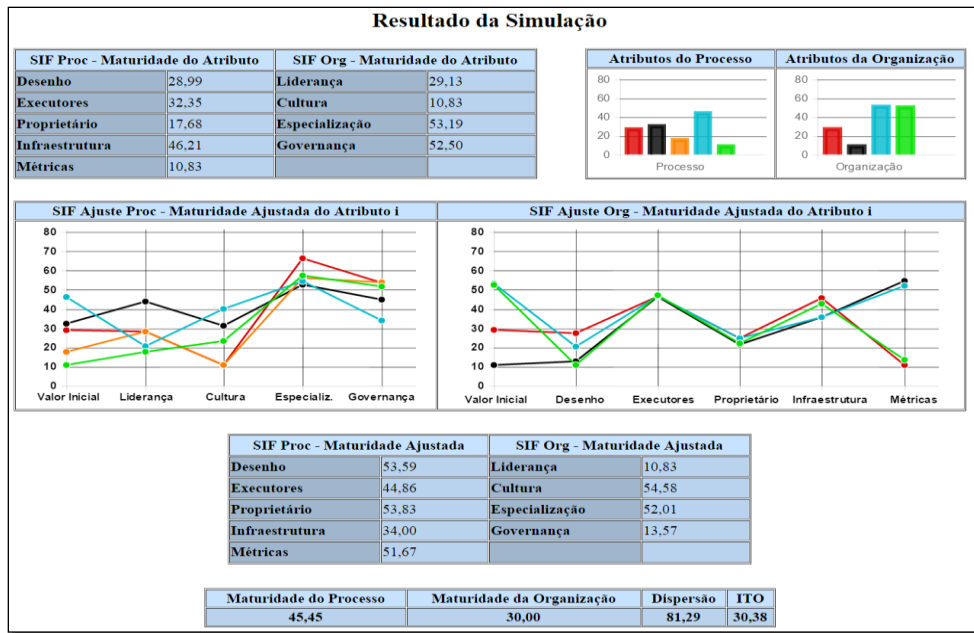 Resultado da Simulação
SIF Proc - Maturidade do Atributo SIF Org - Maturidade do Atributo
Desenho 28,99 Liderança 29,13
Executores 32,35 Cultura 10,83
Proprietário 17,68 Especialização 53,19
Infraestrutura 46,21 Governança 52,50
Métricas 10,83
Atributos do Processo Atributos da Organização
80 80
60 60
40 40
20 20
0 0
Processo Organização
SIF Ajuste Proc - Maturidade Ajustada do Atributo i SIF Ajuste Org - Maturidade Ajustada do Atributo i
80 80
70 70
60 60
50 50
40 40
30 30
20 20
10 10
0 0
Valor Inicial Liderança Cultura Especializ. Governança Valor Inicial Desenho Executores Proprietário Infraestrutura Métricas
SIF Proc - Maturidade Ajustada SIF Org - Maturidade Ajustada
Desenho 53,59 Liderança 10,83
Executores 44,86 Cultura 54,58
Proprietário 53,83 Especialização 52,01
Infraestrutura 34,00 Governança 13,57
Métricas 51,67
Maturidade do Processo Maturidade da Organização Dispersão ITO
45,45 30,00 81,29 30,38